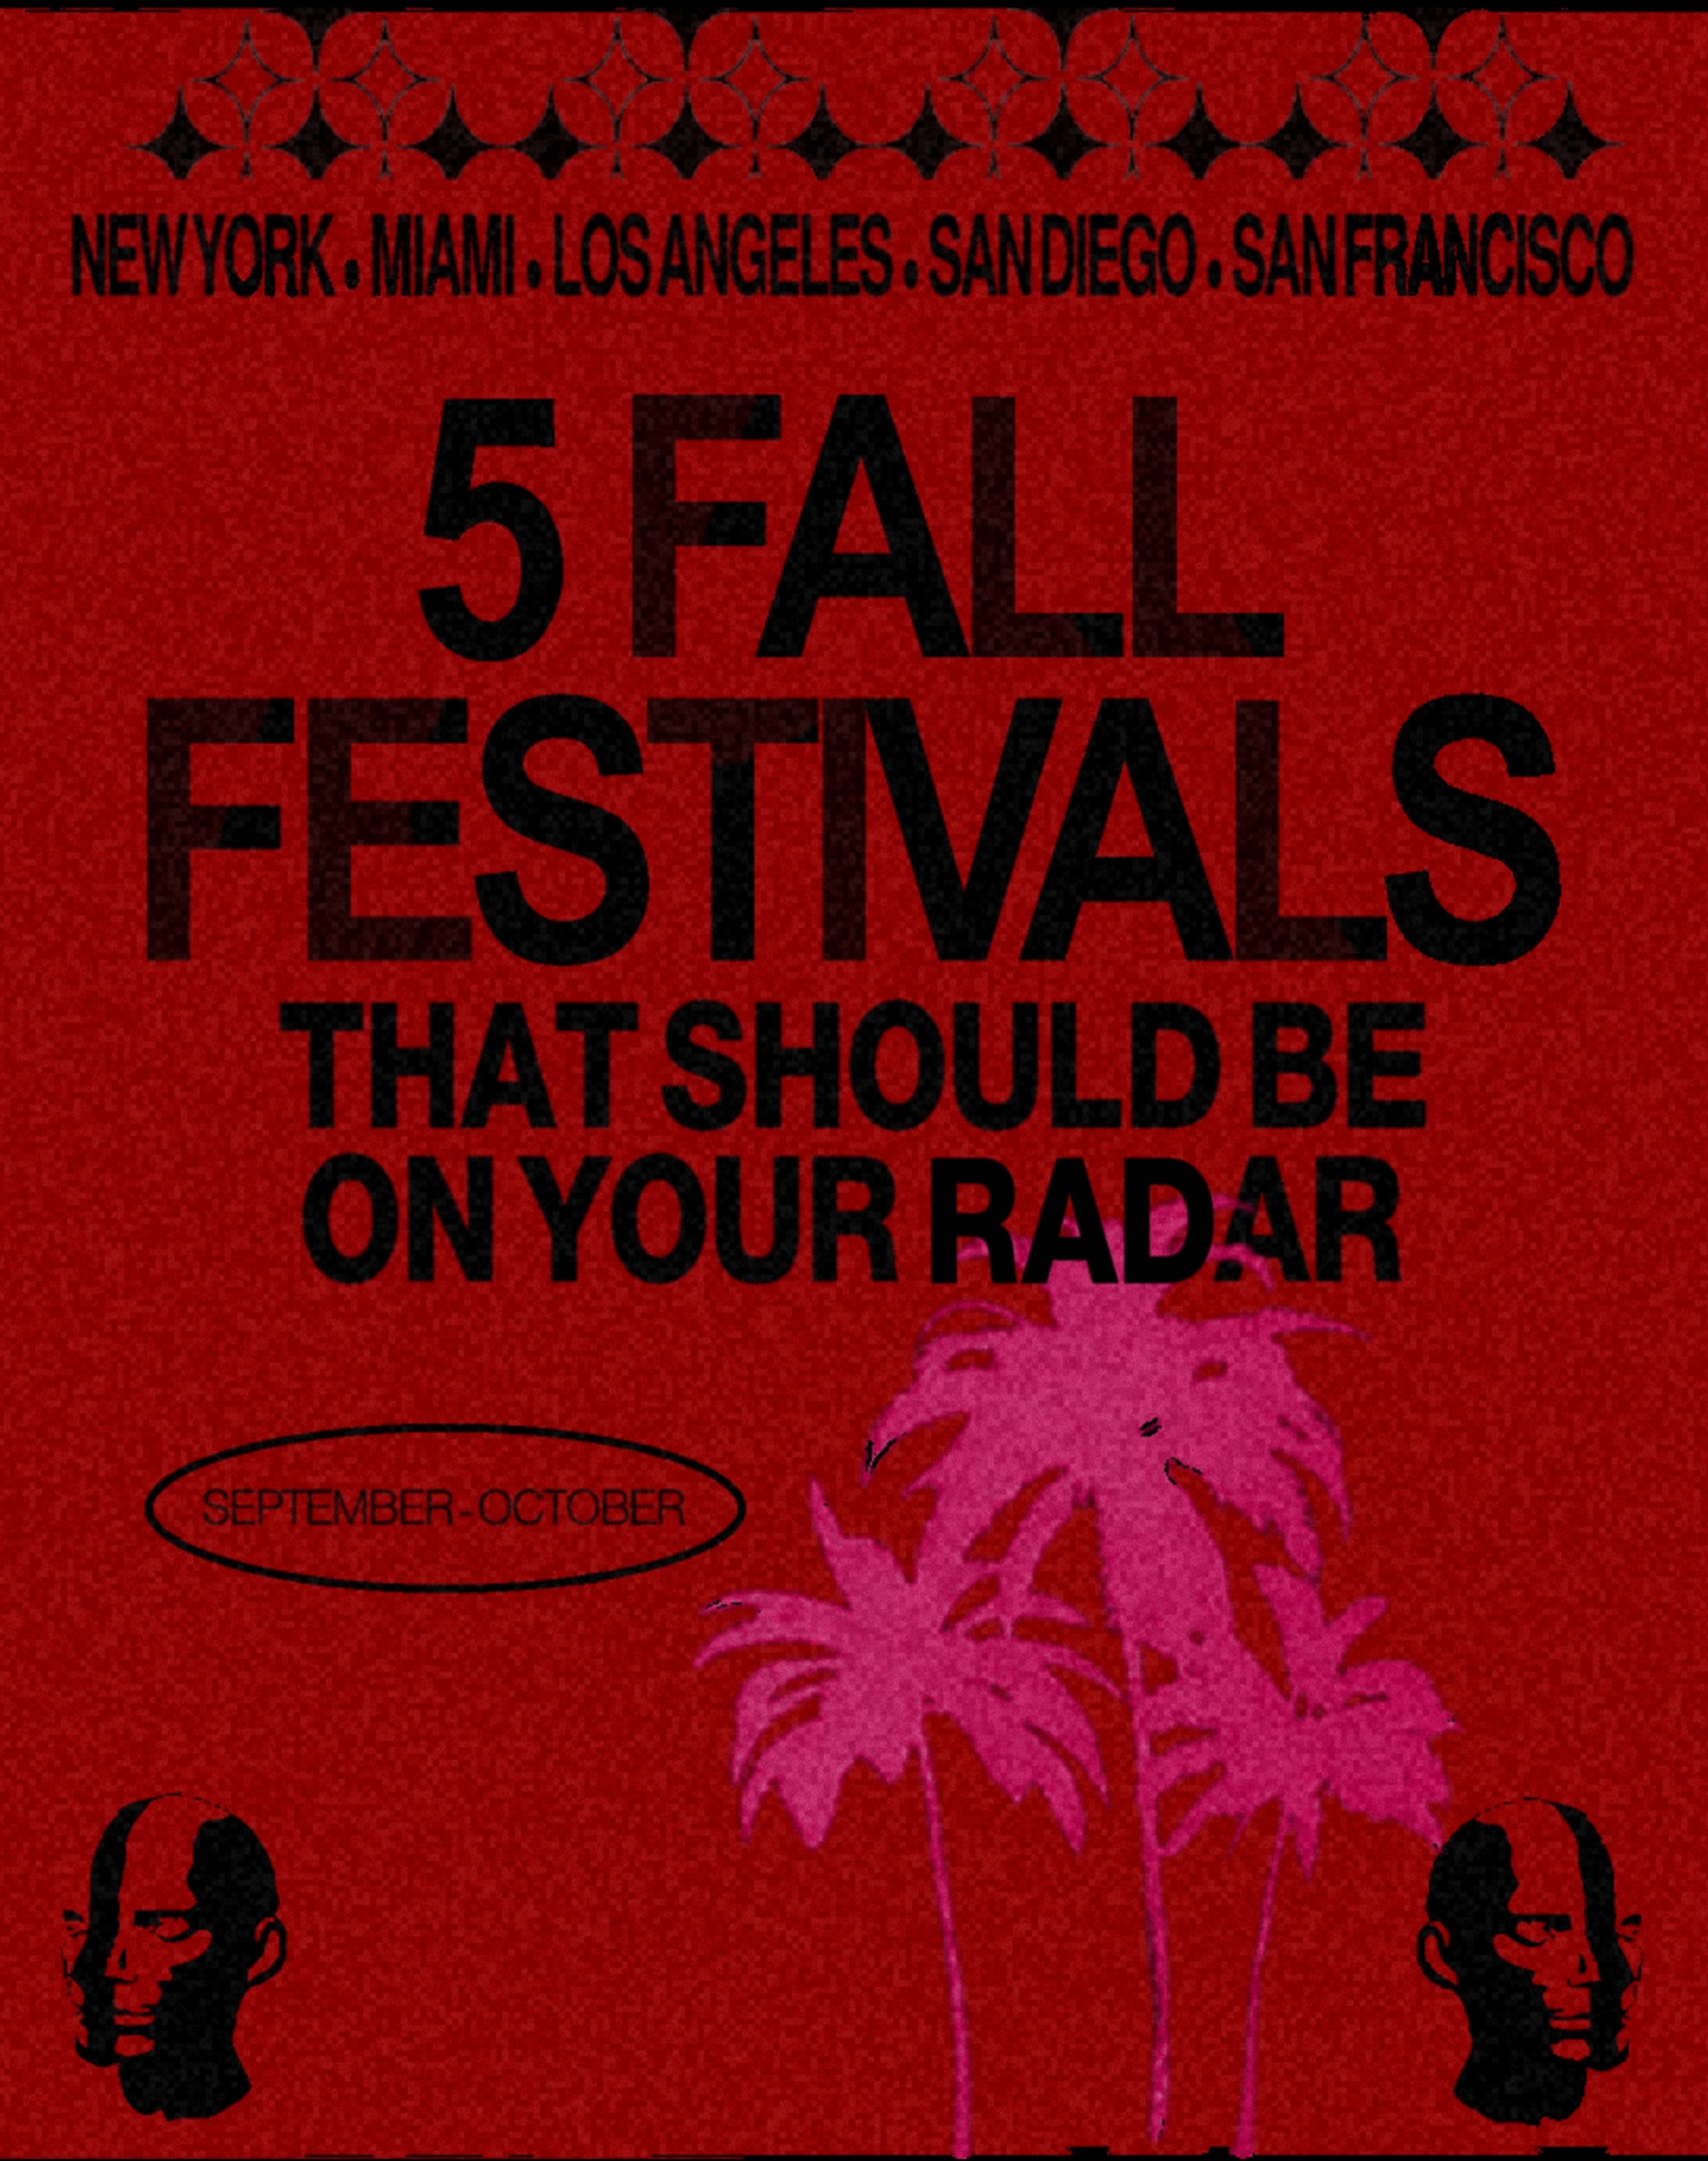 NEW YORK • MIAMI • LOS ANGELES • SAN DIEGO • SAN FRANCISCO
5 FALL
FESTIVALS
THAT SHOULD BE
ON YOUR RADAR
SEPTEMBER - OCTOBER